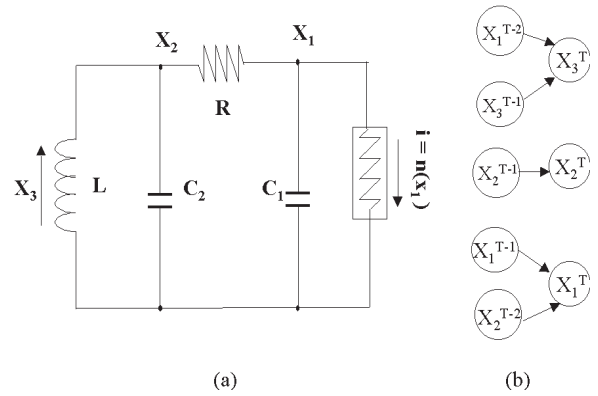 X₂
X₁
R
X₃
L
C₂
C₁
i = n(x₁)
(a)
X₁ᵀ⁻²
X₃ᵀ
X₃ᵀ⁻¹
X₂ᵀ⁻¹
X₂ᵀ
X₁ᵀ⁻¹
X₁ᵀ
X₂ᵀ⁻²
(b)